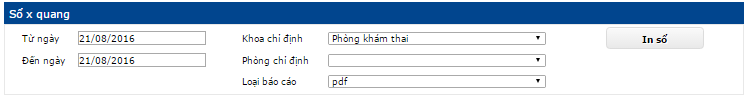 Sổ x quang
Từ ngày 21/08/2016 Khoa chỉ định Phòng khám thai In sổ
Đến ngày 21/08/2016 Phòng chỉ định
Loại báo cáo pdf